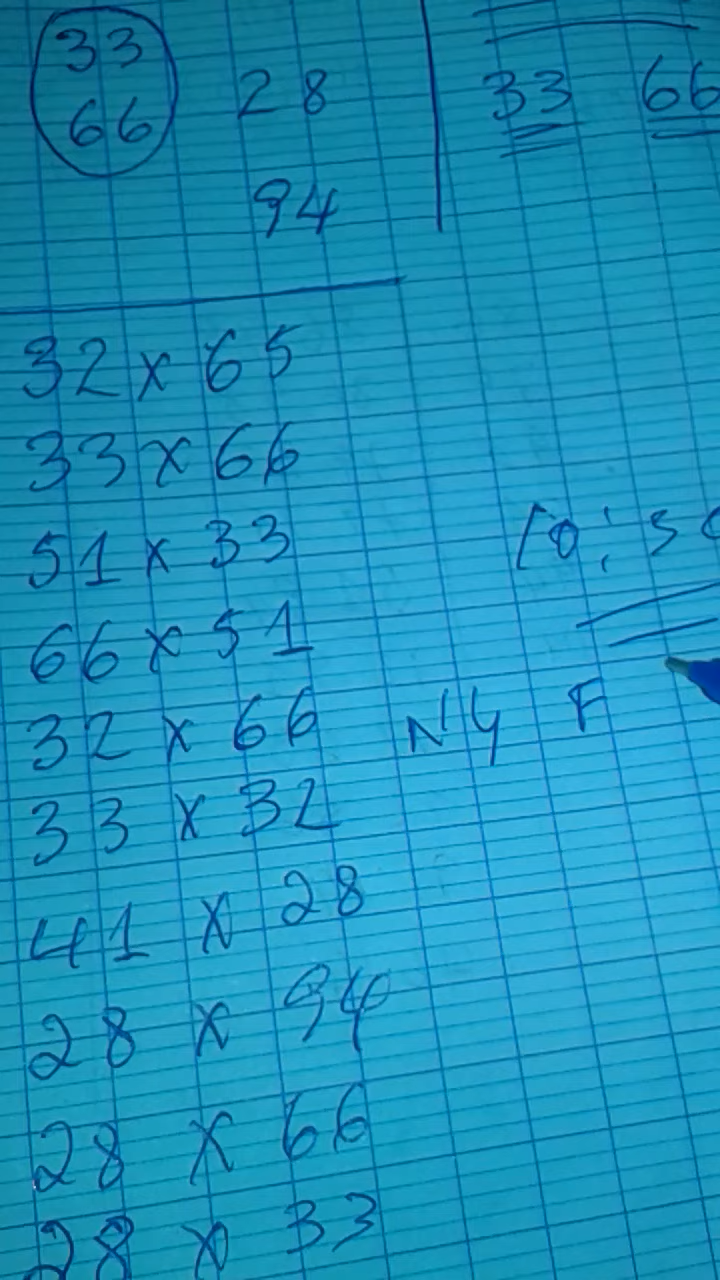 33
66
28
94
33 66
32 x 65
33 x 66
51 x 33
66 x 51
32 x 66 NY F
33 x 32
41 x 28
28 x 94
28 x 66
28 x 33